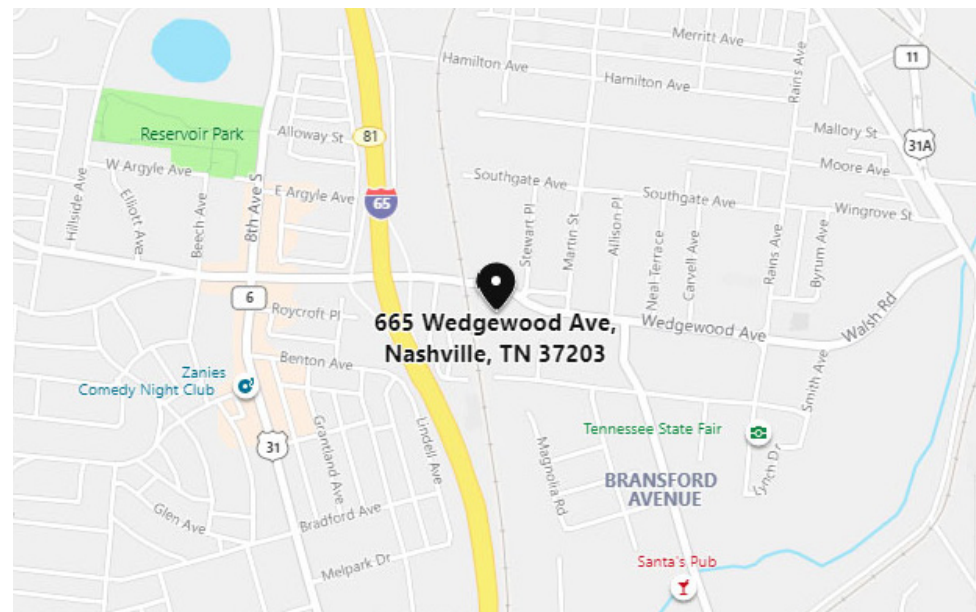 Merritt Ave
Hamilton Ave
Hamilton Ave
Rains Ave
11
31A
Mallory St
Moore Ave
81
Alloway St
Reservoir Park
W Argyle Ave
E Argyle Ave
65
Southgate Ave
Southgate Ave
Wingrove St
Hillside Ave
Elliott Ave
Beech Ave
8th Ave S
Stewart Pl
Martin St
Allison Pl
Neal Terrace
Carvell Ave
Rains Ave
Byrum Ave
6
Roycroft Pl
665 Wedgewood Ave,
Nashville, TN 37203
Wedgewood Ave
Walsh Rd
Benton Ave
Zanies
Comedy Night Club
Smith Ave
31
Grantland Ave
Lindell Ave
Tennessee State Fair
Lynch Dr
Magnolia Rd
BRANSFORD
AVENUE
Glen Ave
Bradford Ave
Melpark Dr
Santa's Pub